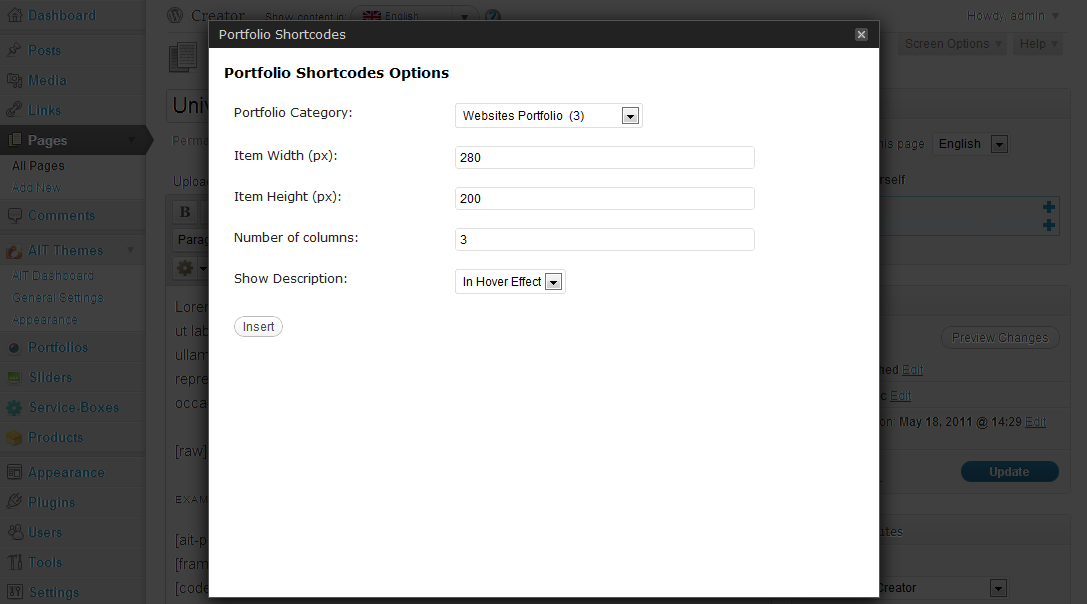 Dashboard
Posts
Media
Links
Pages
All Pages
Add New
Comments
AIT Themes
AIT Dashboard
General Settings
Appearance
Portfolios
Sliders
Service-Boxes
Products
Appearance
Plugins
Users
Tools
Settings
Creator Show content in English
Howdy, admin
Screen Options Help
Univ
Perma
Upload
B
Parag
Lorem
ut lab
ullam
repre
occa
[raw]
EXAM
[ait-p
[fram
[code
Portfolio Shortcodes
Portfolio Shortcodes Options
Portfolio Category: Websites Portfolio (3)
Item Width (px): 280
Item Height (px): 200
Number of columns: 3
Show Description: In Hover Effect
Insert
his page English
rself
Preview Changes
hed Edit
c Edit
on: May 18, 2011 @ 14:29 Edit
Update
utes
Creator